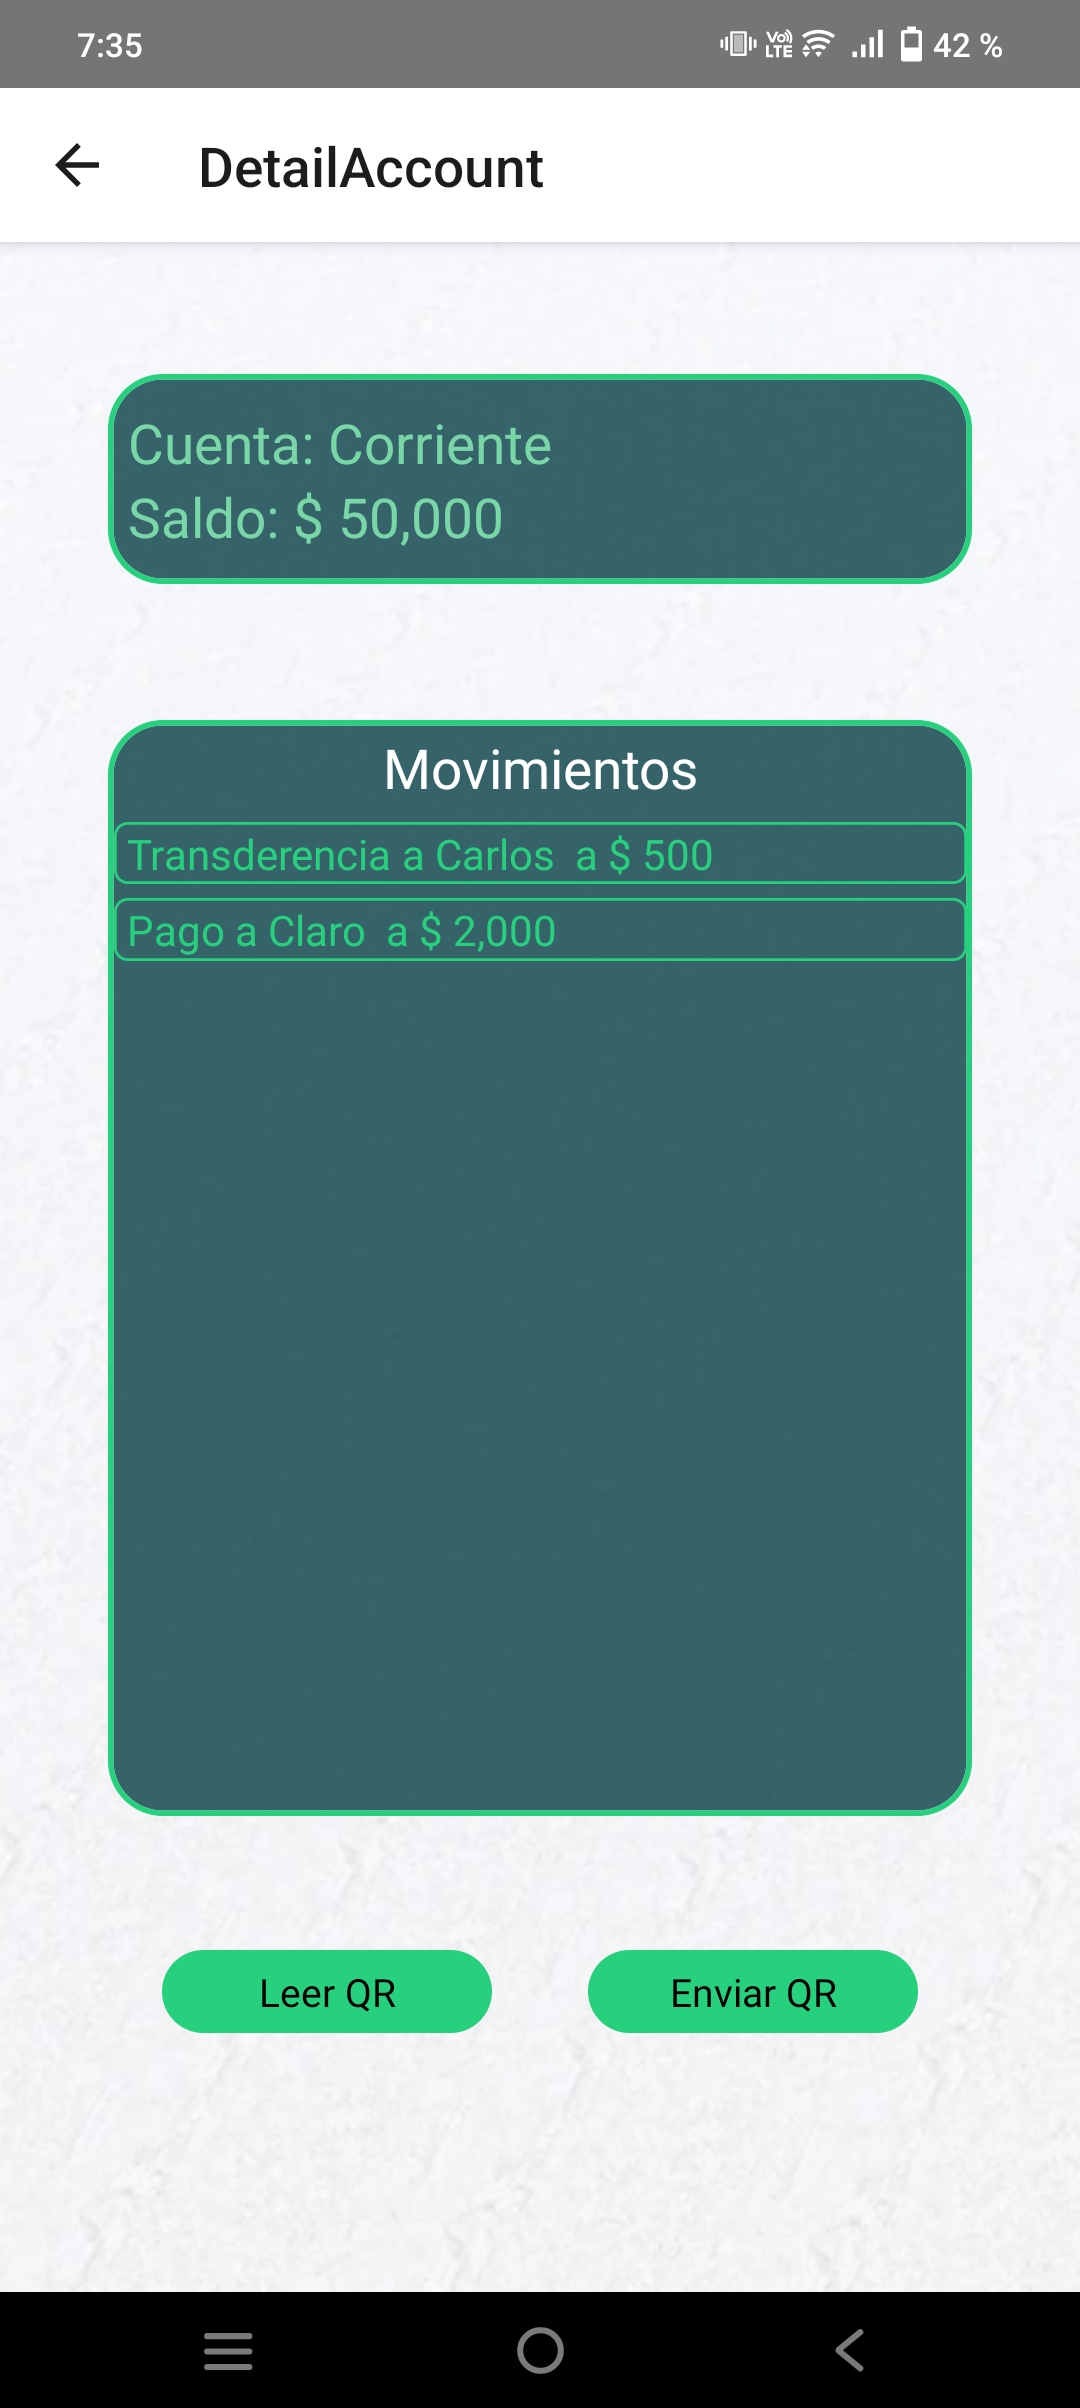 7:35
Vo) LTE 42 %
DetailAccount
Cuenta: Corriente
Saldo: $ 50,000
Movimientos
Transderencia a Carlos  a $ 500
Pago a Claro  a $ 2,000
Leer QR
Enviar QR